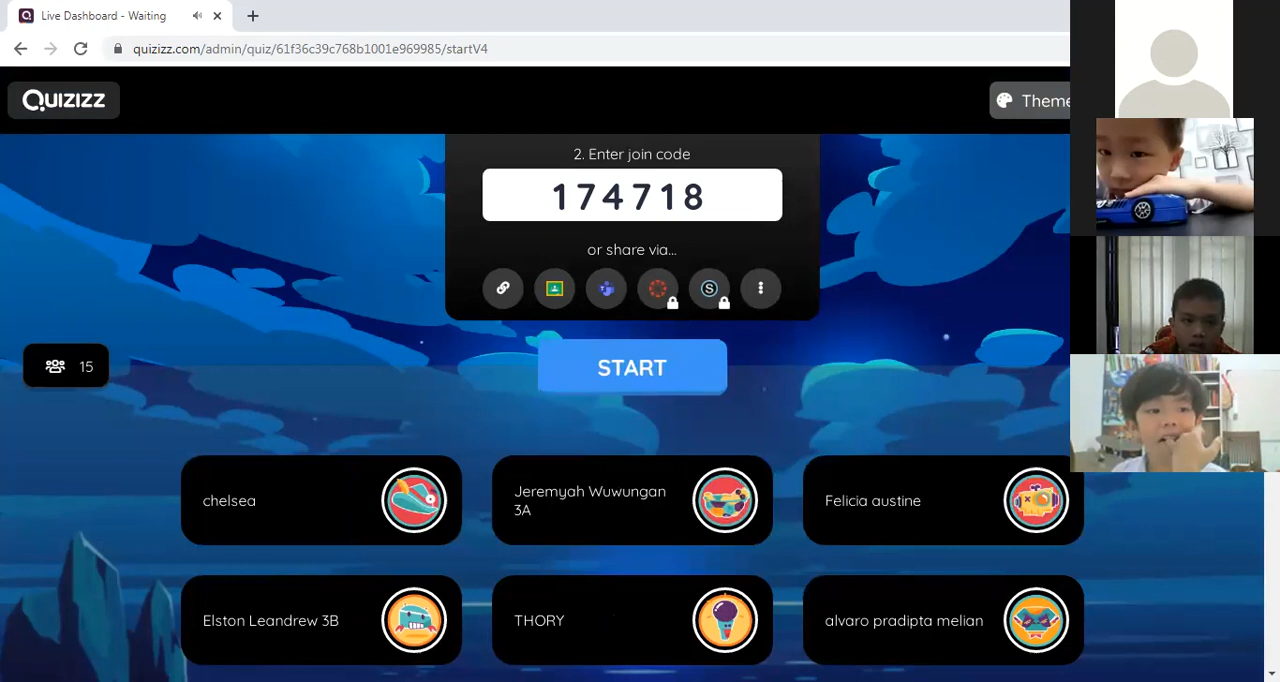 Live Dashboard - Waiting
quizizz.com/admin/quiz/61f36c39c768b1001e969985/startV4
Quizizz
Theme
2. Enter join code
174718
or share via...
S
START
15
chelsea
Jeremyah Wuwungan
3A
Felicia austine
Elston Leandrew 3B
THORY
alvaro pradipta melian